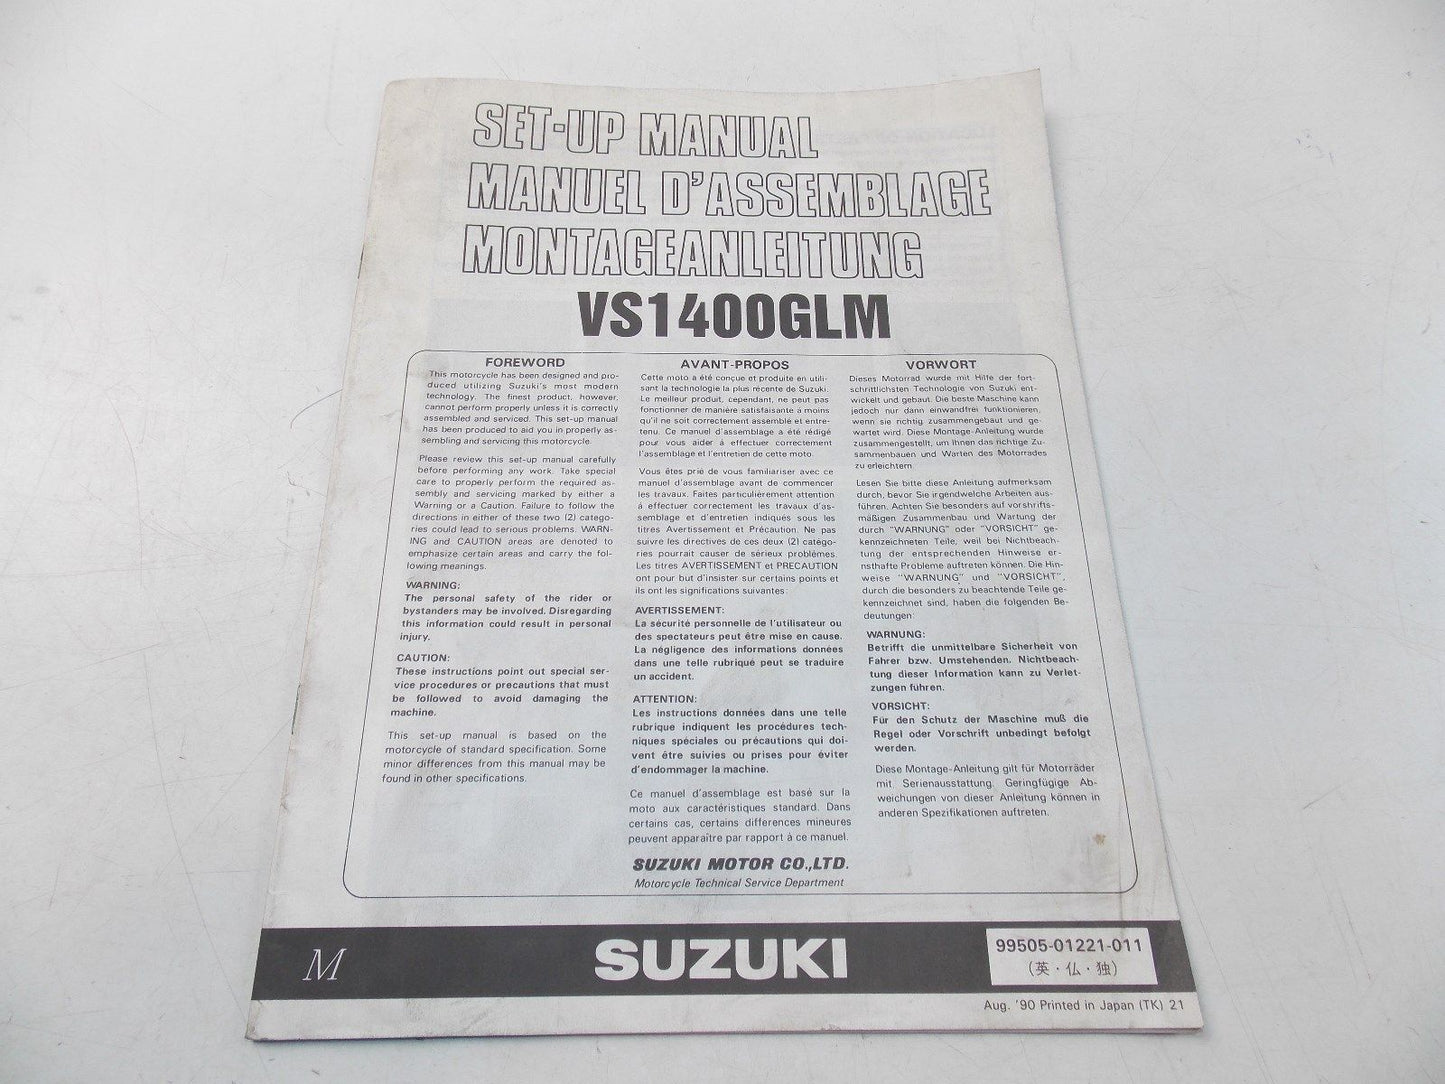 SET-UP MANUAL
MANUEL D'ASSEMBLAGE
MONTAGEANLEITUNG
VS1400GLM
FOREWORD
This motorcycle has been designed and pro-
duced utilizing Suzuki's most modern
technology. The finest product, however,
cannot perform properly unless it is correctly
assembled and serviced. This set-up manual
has been produced to aid you in properly as-
sembling and servicing this motorcycle.
Please review this set-up manual carefully
before performing any work. Take special
care to properly perform the required as-
sembly and servicing marked by either a
Warning or a Caution. Failure to follow the
directions in either of these two (2) catego-
ries could lead to serious problems. WARN-
ING and CAUTION areas are denoted to
emphasize certain areas and carry the fol-
lowing meanings.
WARNING:
The personal safety of the rider or
bystanders may be involved. Disregarding
this information could result in personal
injury.
CAUTION:
These instructions point out special ser-
vice procedures or precautions that must
be followed to avoid damaging the
machine.
This set-up manual is based on the
motorcycle of standard specification. Some
minor differences from this manual may be
found in other specifications.
AVANT-PROPOS
Cette moto a été conçue et produite en utili-
sant la technologie la plus récente de Suzuki.
Le meilleur produit, cependant, ne peut pas
fonctionner de manière satisfaisante à moins
qu'il ne soit correctement assemblé et entre-
tenu. Ce manuel d'assemblage a été rédigé
pour vous aider à effectuer correctement
l'assemblage et l'entretien de cette moto.
Vous êtes prié de vous familiariser avec ce
manuel d'assemblage avant de commencer
les travaux. Faites particulièrement attention
à effectuer correctement les travaux d'as-
semblage et d'entretien indiqués sous les
titres Avertissement et Précaution. Ne pas
suivre les directives de ces deux (2) catégo-
ries pourrait causer de sérieux problèmes.
Les titres AVERTISSEMENT et PRECAUTION
ont pour but d'insister sur certains points et
ils ont les significations suivantes:
AVERTISSEMENT:
La sécurité personnelle de l'utilisateur ou
des spectateurs peut être mise en cause.
La négligence des informations données
dans une telle rubrique peut se traduire
un accident.
ATTENTION:
Les instructions données dans une telle
rubrique indiquent les procédures tech-
niques spéciales ou précautions qui doi-
vent être suivies ou prises pour éviter
d'endommager la machine.
Ce manuel d'assemblage est basé sur la
moto aux caractéristiques standard. Dans
certains cas, certains differences mineures
peuvent apparaître par rapport à ce manuel.
VORWORT
Dieses Motorrad wurde mit Hilfe der fort-
schrittlichsten Technologie von Suzuki ent-
wickelt und gebaut. Die beste Maschine kann
jedoch nur dann einwandfrei funktionieren,
wenn sie richtig zusammengebaut und ge-
wartet wird. Diese Montage-Anleitung wurde
zusammengestellt, um Ihnen das richtige Zu-
sammenbauen und Warten des Motorrades
zu erleichtern.
Lesen Sie bitte diese Anleitung aufmerksam
durch, bevor Sie irgendwelche Arbeiten aus-
führen. Achten Sie besonders auf vorschrifts-
mäßigen Zusammenbau und Wartung der
durch "WARNUNG" oder "VORSICHT" ge-
kennzeichneten Teile, weil bei Nichtbeach-
tung der entsprechenden Hinweise er-
nsthafte Probleme auftreten können. Die Hin-
weise "WARNUNG" und "VORSICHT",
durch die besonders zu beachtende Teile ge-
kennzeichnet sind, haben die folgenden Be-
deutungen:
WARNUNG:
Betrifft die unmittelbare Sicherheit von
Fahrer bzw. Umstehenden. Nichtbeach-
tung dieser Information kann zu Verlet-
zungen führen.
VORSICHT:
Für den Schutz der Maschine muß die
Regel oder Vorschrift unbedingt befolgt
werden.
Diese Montage-Anleitung gilt für Motorräder
mit Serienausstattung. Geringfügige Ab-
weichungen von dieser Anleitung können in
anderen Spezifikationen auftreten.
SUZUKI MOTOR CO.,LTD.
Motorcycle Technical Service Department
M
SUZUKI
99505-01221-011
(英・仏・独)
Aug. '90 Printed in Japan (TK) 21